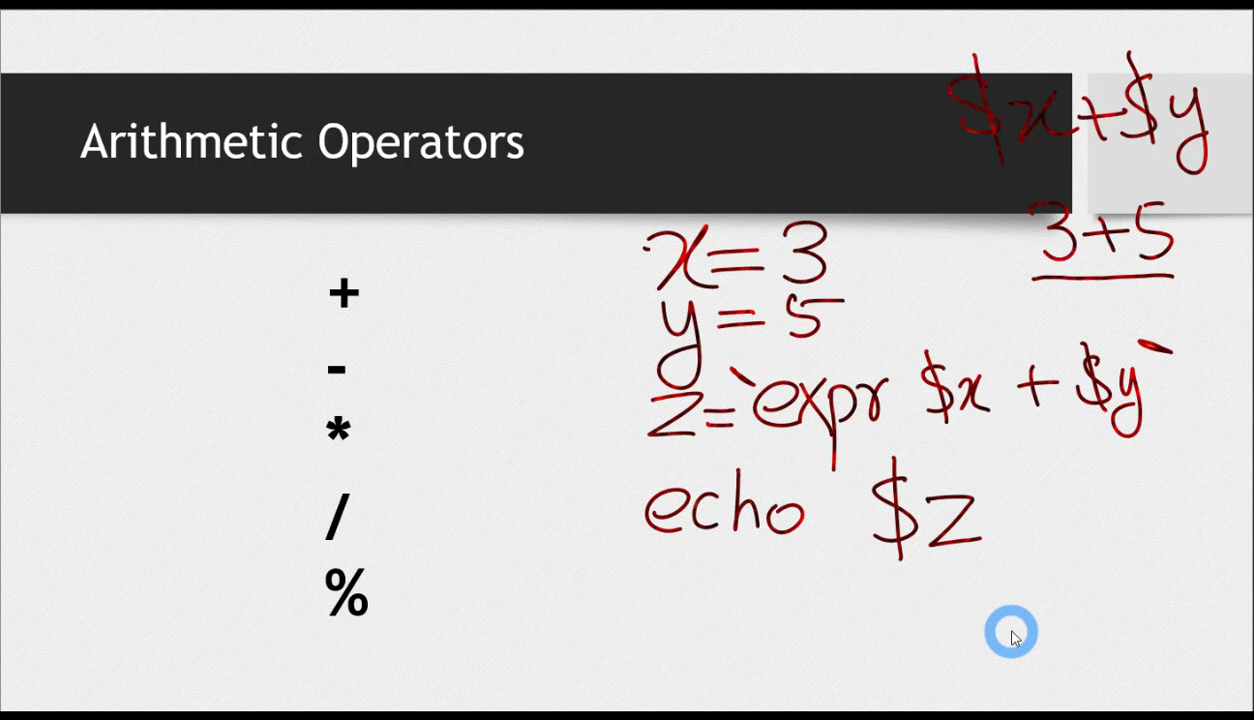 $x+$y
Arithmetic Operators
3+5
+
-
*
/
%
x=3
y=5
z=`expr $x + $y`
echo $z